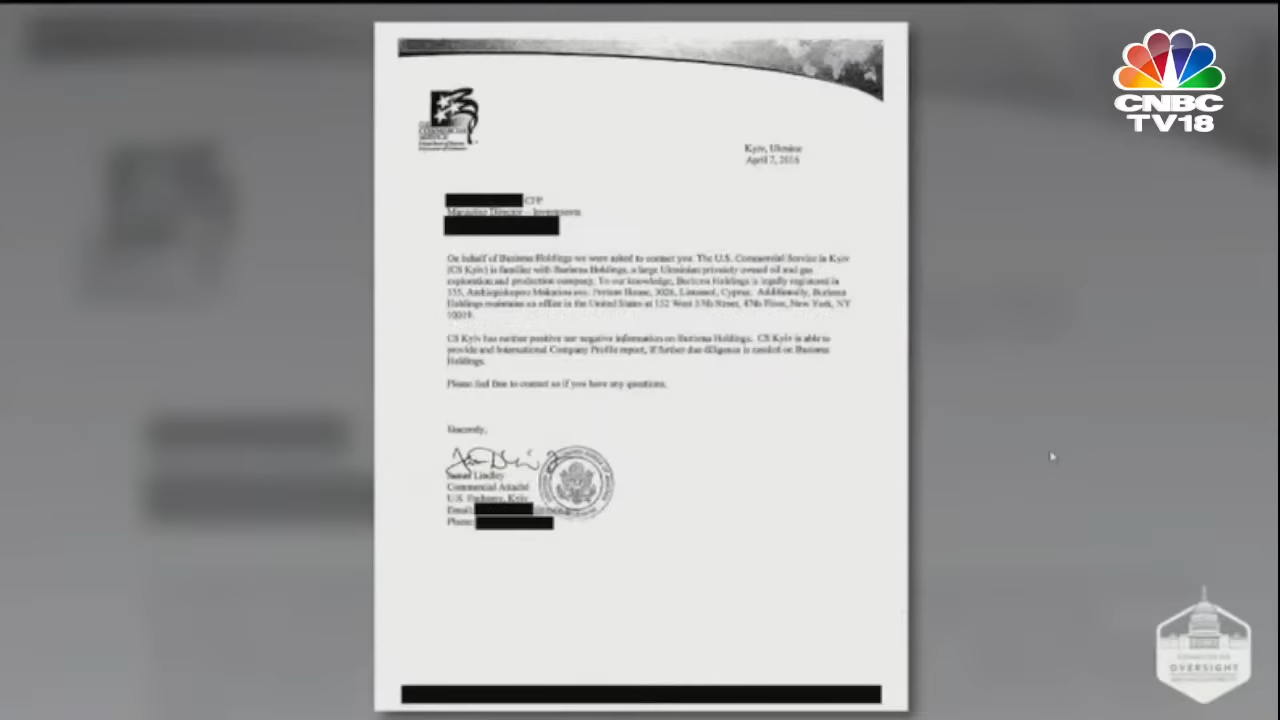 CNBC
TV18
Kyiv, Ukraine
April 7, 2016
CFP
Managing Director – Investments
On behalf of Burisma Holdings we were asked to contact you. The U.S. Commercial Service in Kyiv
(CS Kyiv) is familiar with Burisma Holdings, a large Ukrainian privately owned oil and gas
exploration and production company. To our knowledge, Burisma Holdings is legally registered in
Limassol, Cyprus. Additionally, Burisma
Holdings maintains an office in the United States at 152 West 57th Street, 47th Floor, New York, NY
10019.
CS Kyiv has neither positive nor negative information on Burisma Holdings. CS Kyiv is able to
provide and International Company Profile report, if further due diligence is needed on Burisma
Holdings.
Please feel free to contact us if you have any questions.
Sincerely,
Lindley
Commercial Attaché
U.S. Embassy, Kyiv
Email:
Phone:
OVERSIGHT